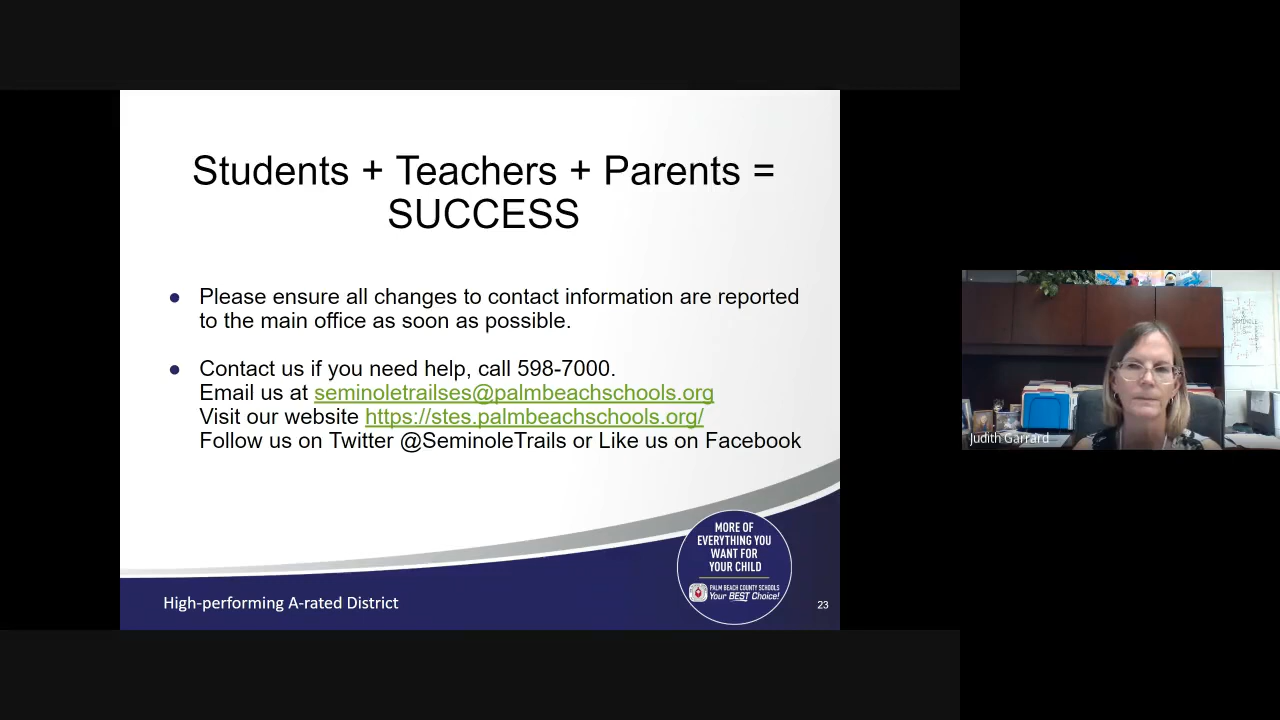 Students + Teachers + Parents =
SUCCESS
● Please ensure all changes to contact information are reported
to the main office as soon as possible.
● Contact us if you need help, call 598-7000.
Email us at seminoletrailses@palmbeachschools.org
Visit our website https://stes.palmbeachschools.org/
Follow us on Twitter @SeminoleTrails or Like us on Facebook
MORE OF
EVERYTHING YOU
WANT FOR
YOUR CHILD
PALM BEACH COUNTY SCHOOLS
Your BEST Choice!
High-performing A-rated District
23
Judith Garrard